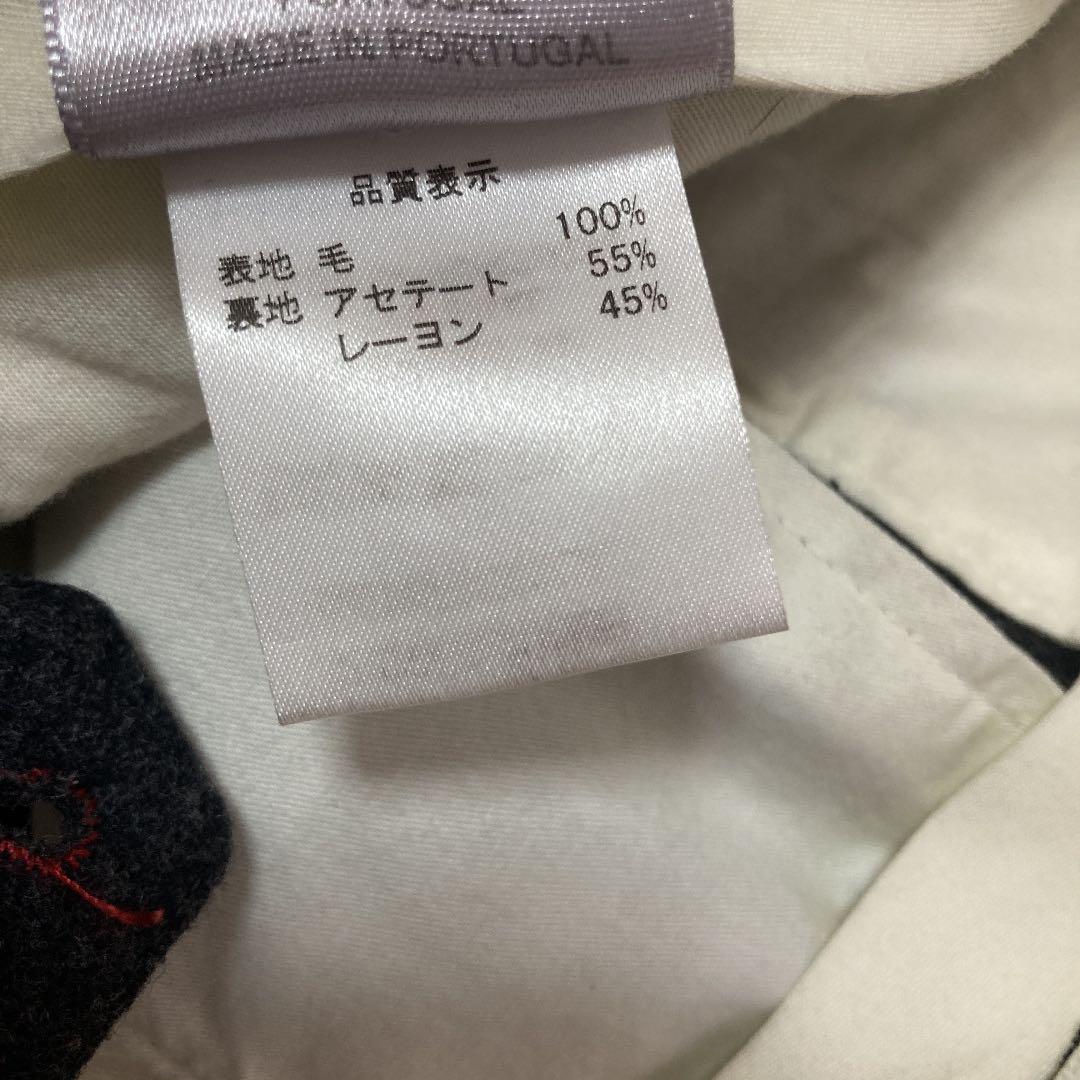 PORTUGAL
MADE IN PORTUGAL
品質表示
表地 毛 100%
裏地 アセテート 55%
レーヨン 45%